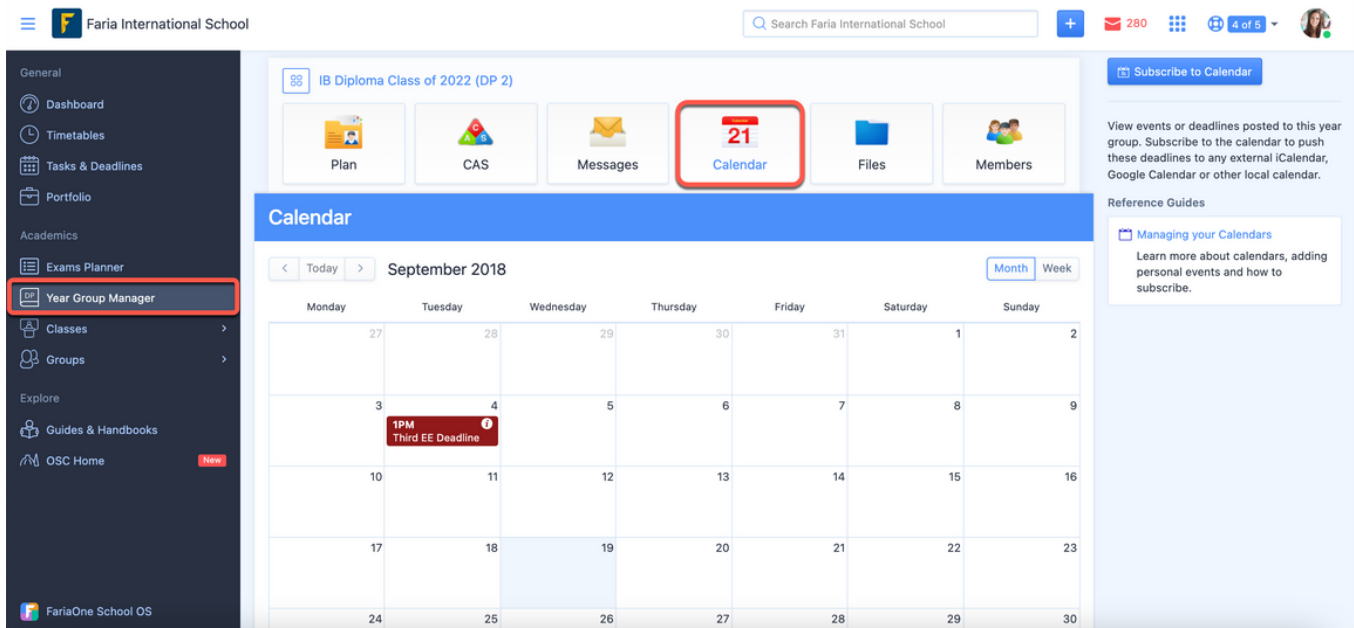 Faria International School
Search Faria International School
280
4 of 5
General
Dashboard
Timetables
Tasks & Deadlines
Portfolio
Academics
Exams Planner
DP
Year Group Manager
Classes
Groups
Explore
Guides & Handbooks
OSC Home New
FariaOne School OS
IB Diploma Class of 2022 (DP 2)
Plan
C A S
CAS
Messages
21
Calendar
Files
Members
Calendar
Today
September 2018
Month Week
Monday Tuesday Wednesday Thursday Friday Saturday Sunday
27 28 29 30 31 1 2
3 4 5 6 7 8 9
1PM
Third EE Deadline
10 11 12 13 14 15 16
17 18 19 20 21 22 23
24 25 26 27 28 29 30
Subscribe to Calendar
View events or deadlines posted to this year
group. Subscribe to the calendar to push
these deadlines to any external iCalendar,
Google Calendar or other local calendar.
Reference Guides
Managing your Calendars
Learn more about calendars, adding
personal events and how to
subscribe.